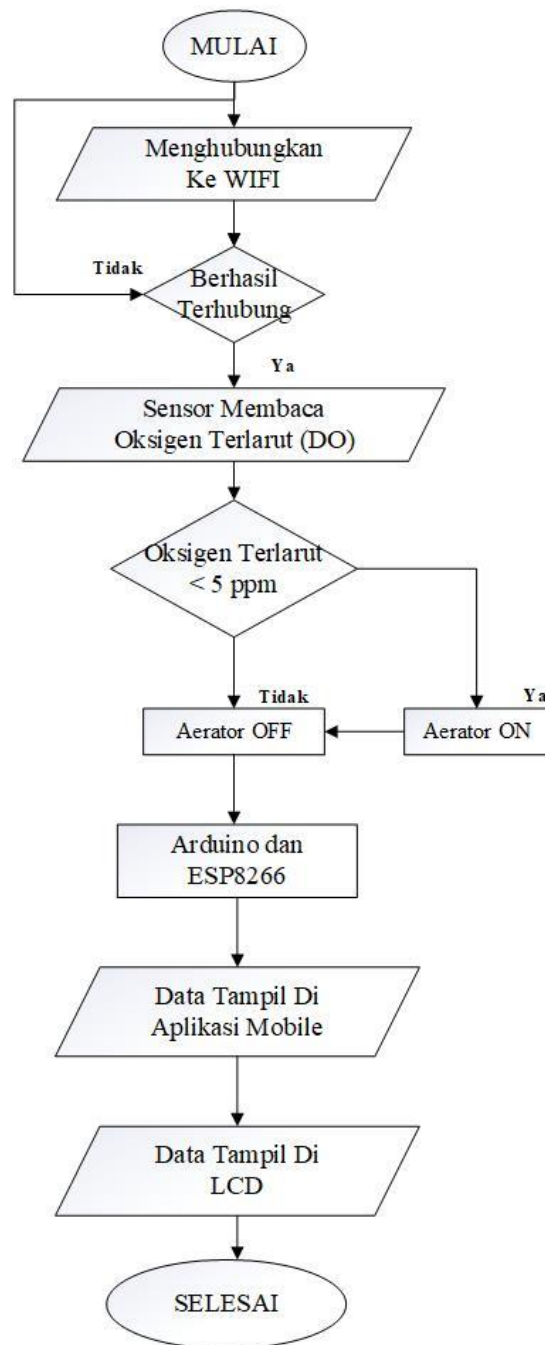 MULAI
Menghubungkan
Ke WIFI
Tidak
Berhasil
Terhubung
Ya
Sensor Membaca
Oksigen Terlarut (DO)
Oksigen Terlarut
< 5 ppm
Tidak
Ya
Aerator OFF
Aerator ON
Arduino dan
ESP8266
Data Tampil Di
Aplikasi Mobile
Data Tampil Di
LCD
SELESAI